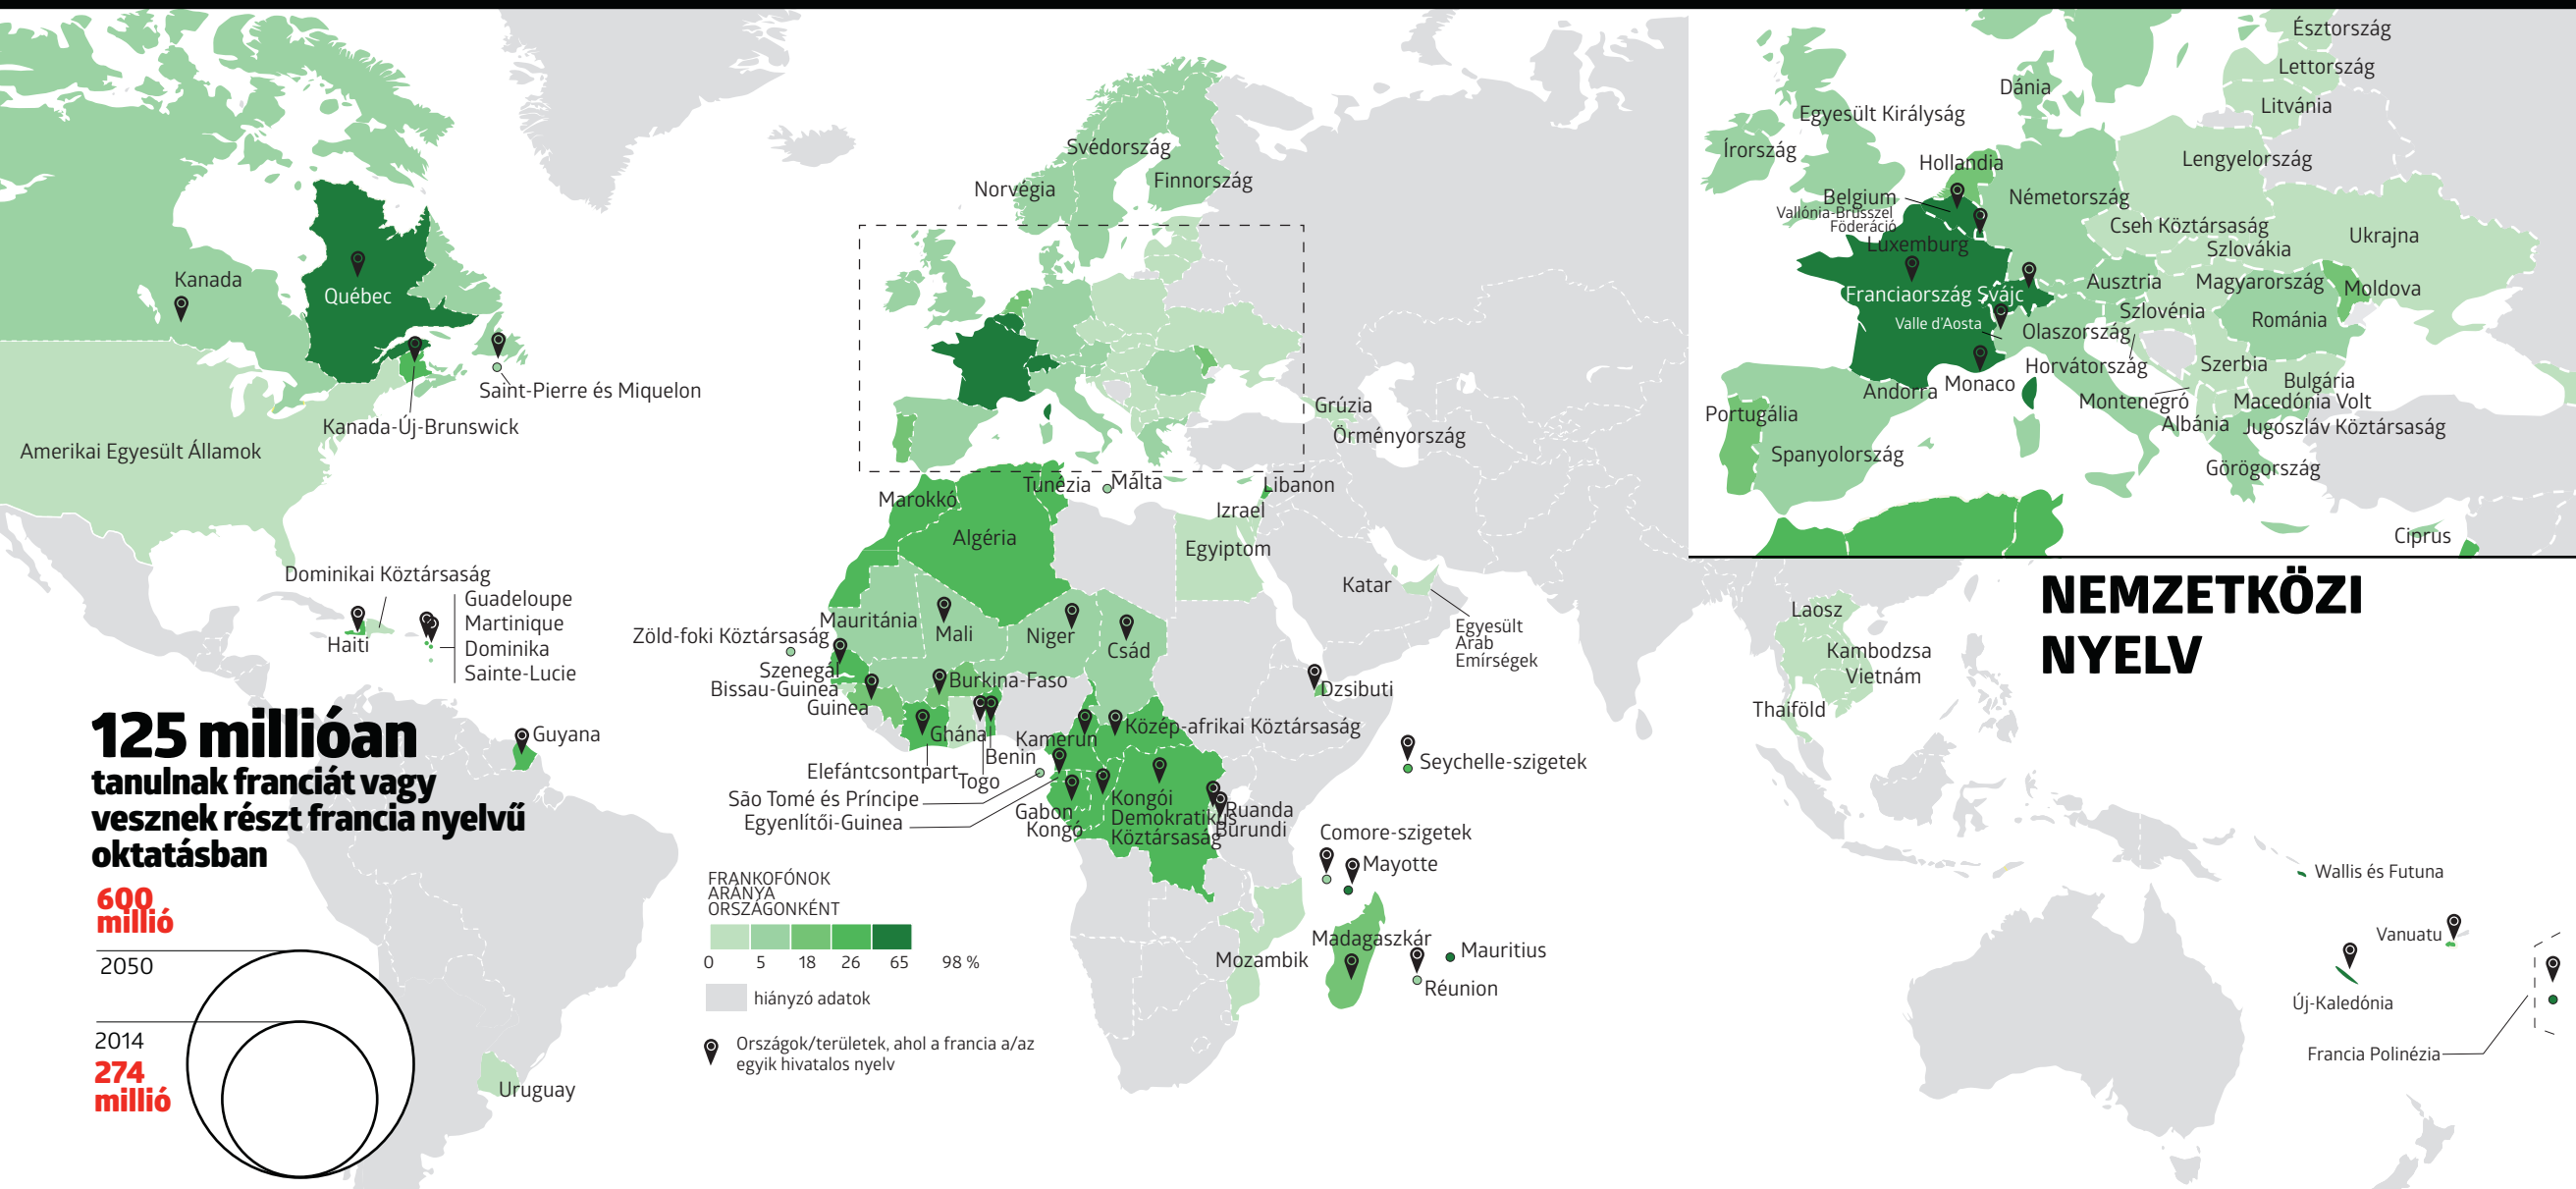 Kanada
Québec
Saint-Pierre és Miquelon
Kanada-Új-Brunswick
Amerikai Egyesült Államok
Dominikai Köztársaság
Guadeloupe
Martinique
Dominika
Sainte-Lucie
Haiti
Guyana
Uruguay
125 millióan
tanulnak franciát vagy
vesznek részt francia nyelvű
oktatásban
600
millió
2050
2014
274
millió
Svédország
Norvégia
Finnország
Grúzia
Örményország
Marokkó
Tunézia
Málta
Libanon
Izrael
Algéria
Egyiptom
Katar
Egyesült
Arab
Emírségek
Mauritánia
Mali
Niger
Csád
Zöld-foki Köztársaság
Szenegál
Bissau-Guinea
Guinea
Burkina-Faso
Dzsibuti
Ghána
Kamerun
Közép-afrikai Köztársaság
Benin
Elefántcsontpart
Togo
São Tomé és Príncipe
Egyenlítői-Guinea
Gabon
Kongó
Kongói
Demokratikus
Köztársaság
Ruanda
Burundi
Seychelle-szigetek
Comore-szigetek
Mayotte
Madagaszkár
Mauritius
Réunion
Mozambik
FRANKOFÓNOK
ARÁNYA
ORSZÁGONKÉNT
0 5 18 26 65 98 %
hiányzó adatok
Országok/területek, ahol a francia a/az
egyik hivatalos nyelv
Észtország
Lettország
Litvánia
Dánia
Egyesült Királyság
Írország
Hollandia
Lengyelország
Belgium
Vallónia-Brüsszel
Föderáció
Németország
Luxemburg
Cseh Köztársaság
Szlovákia
Ukrajna
Ausztria
Magyarország
Moldova
Franciaország
Svájc
Szlovénia
Románia
Valle d'Aosta
Olaszország
Horvátország
Szerbia
Andorra
Monaco
Bulgária
Montenegró
Macedónia Volt
Jugoszláv Köztársaság
Albánia
Portugália
Spanyolország
Görögország
Ciprus
NEMZETKÖZI
NYELV
Laosz
Kambodzsa
Vietnám
Thaiföld
Wallis és Futuna
Vanuatu
Új-Kaledónia
Francia Polinézia